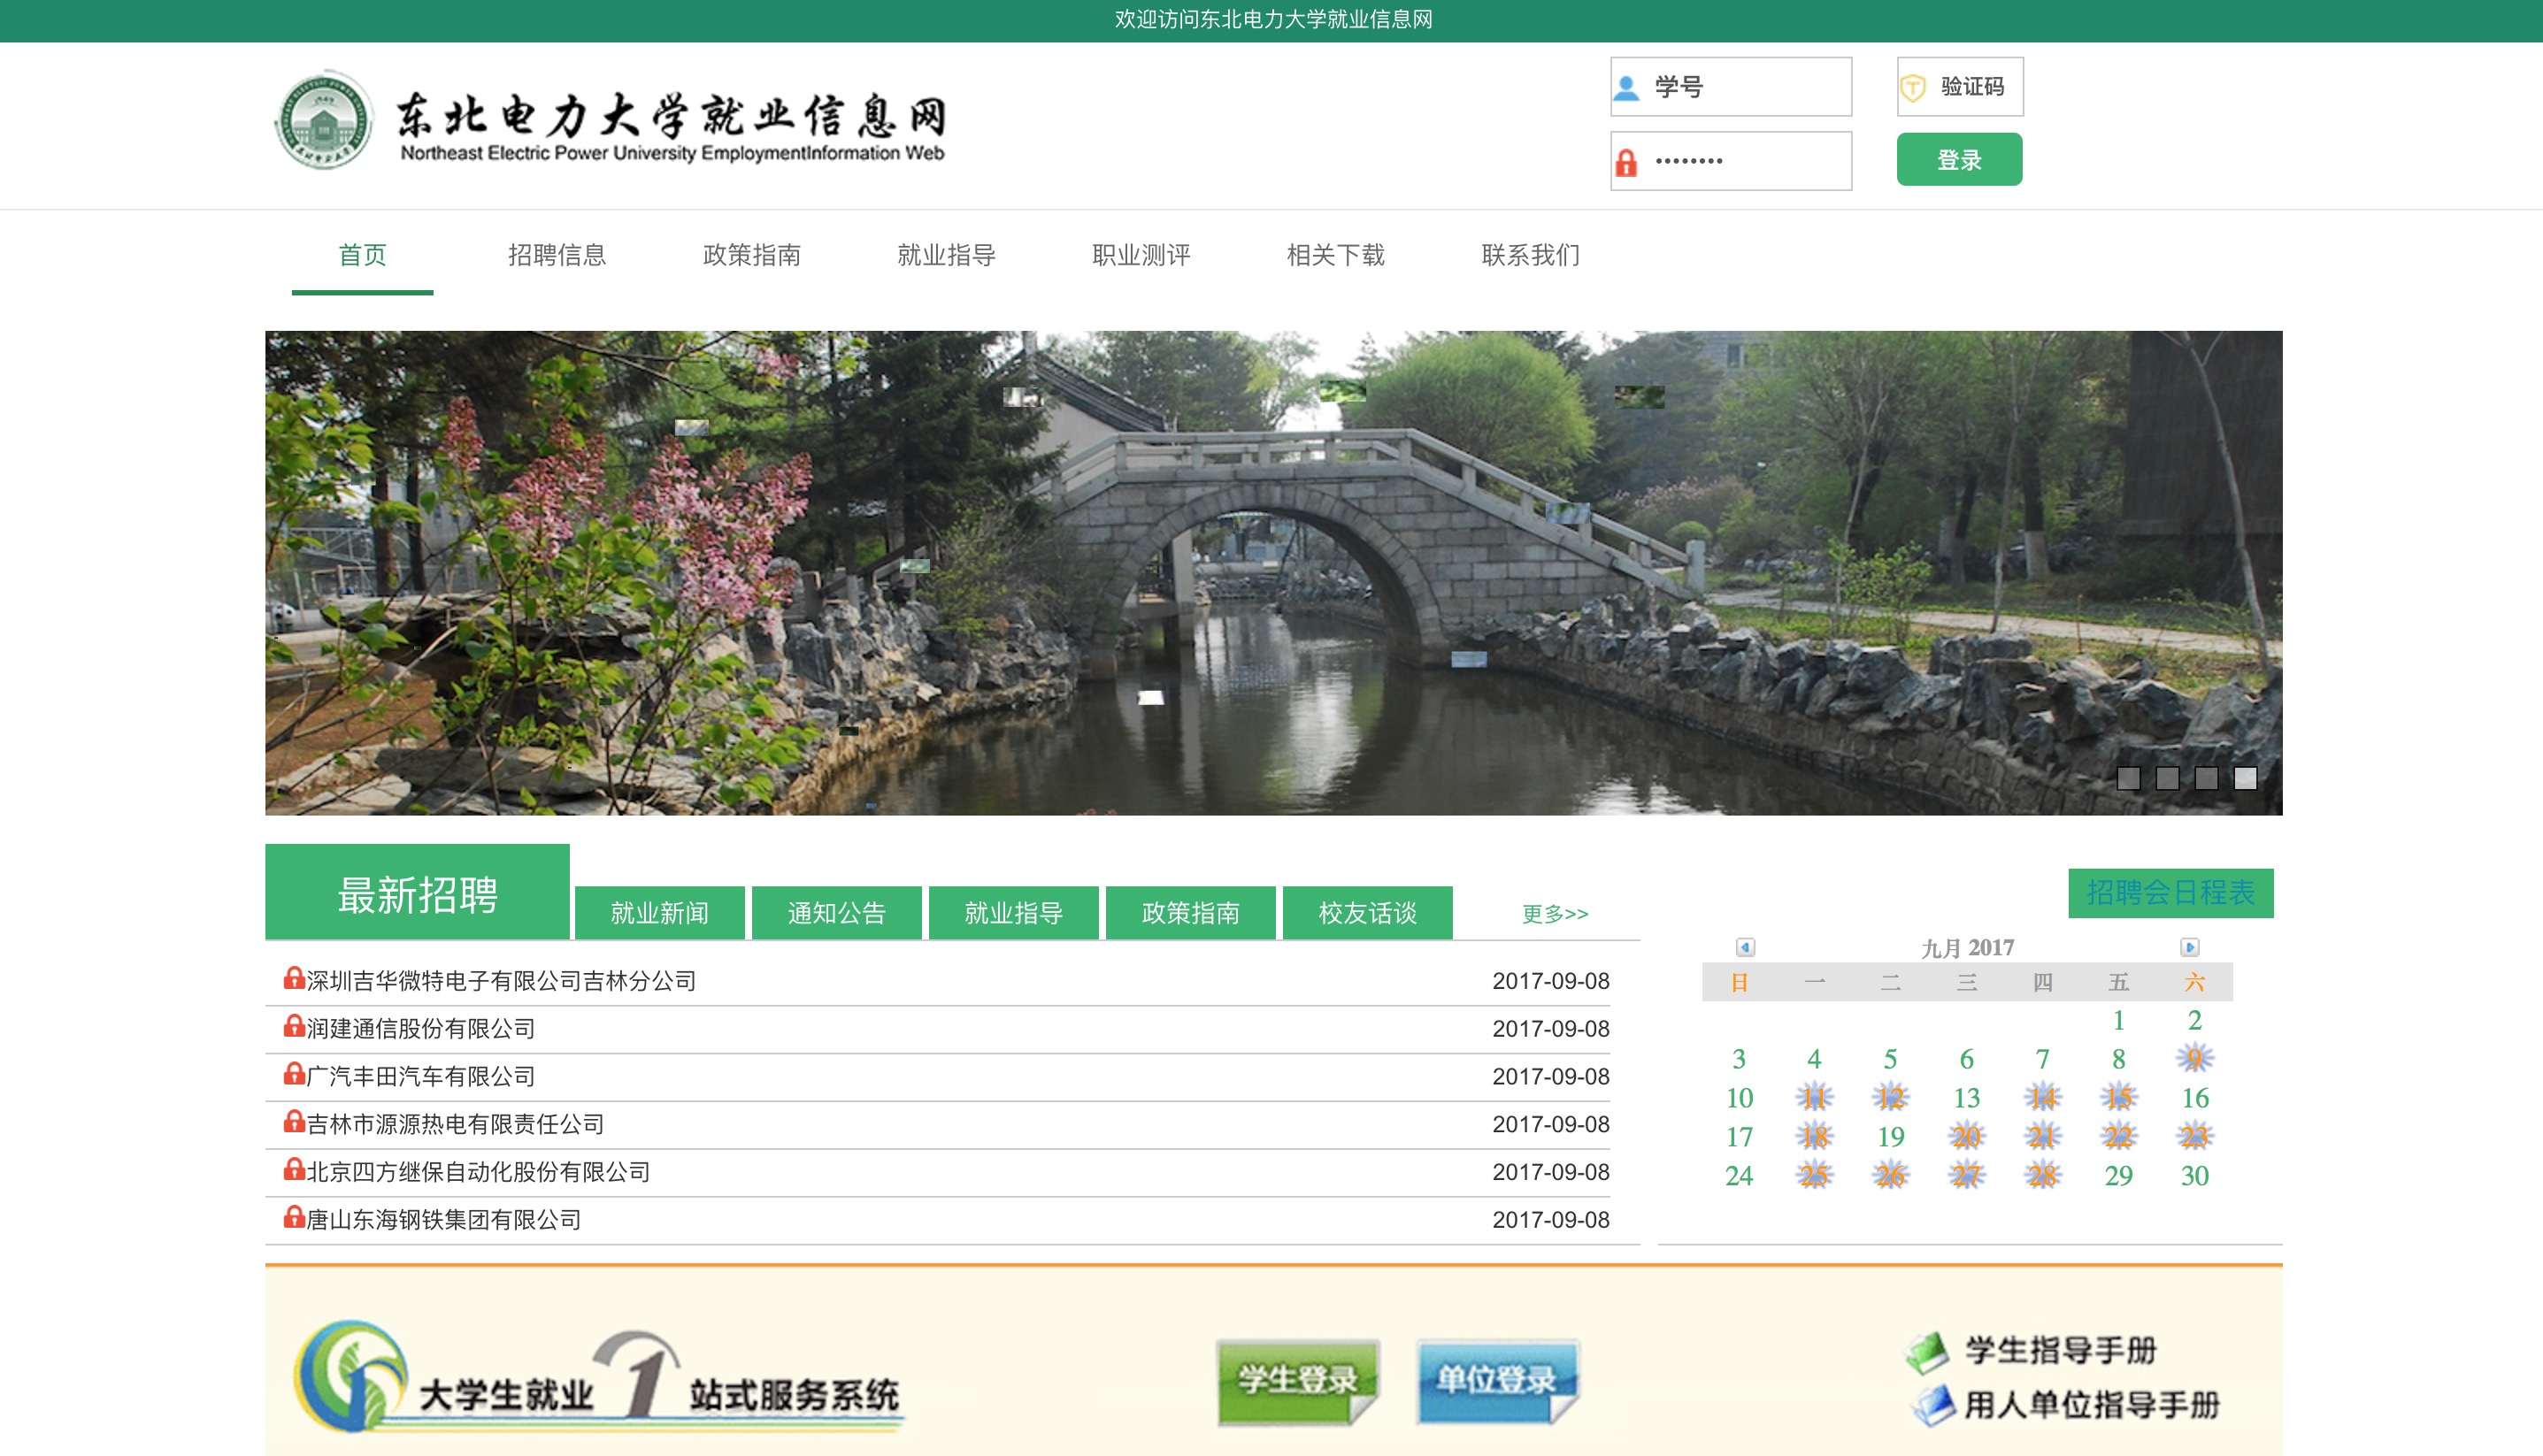 欢迎访问东北电力大学就业信息网
东北电力大学就业信息网
Northeast Electric Power University EmploymentInformation Web
学号
验证码
••••••••
登录
首页 招聘信息 政策指南 就业指导 职业测评 相关下载 联系我们
最新招聘 就业新闻 通知公告 就业指导 政策指南 校友话谈 更多>>
深圳吉华微特电子有限公司吉林分公司 2017-09-08
润建通信股份有限公司 2017-09-08
广汽丰田汽车有限公司 2017-09-08
吉林市源源热电有限责任公司 2017-09-08
北京四方继保自动化股份有限公司 2017-09-08
唐山东海钢铁集团有限公司 2017-09-08
招聘会日程表
九月 2017
日 一 二 三 四 五 六
1 2
3 4 5 6 7 8 9
10 11 12 13 14 15 16
17 18 19 20 21 22 23
24 25 26 27 28 29 30
大学生就业1站式服务系统
学生登录
单位登录
学生指导手册
用人单位指导手册